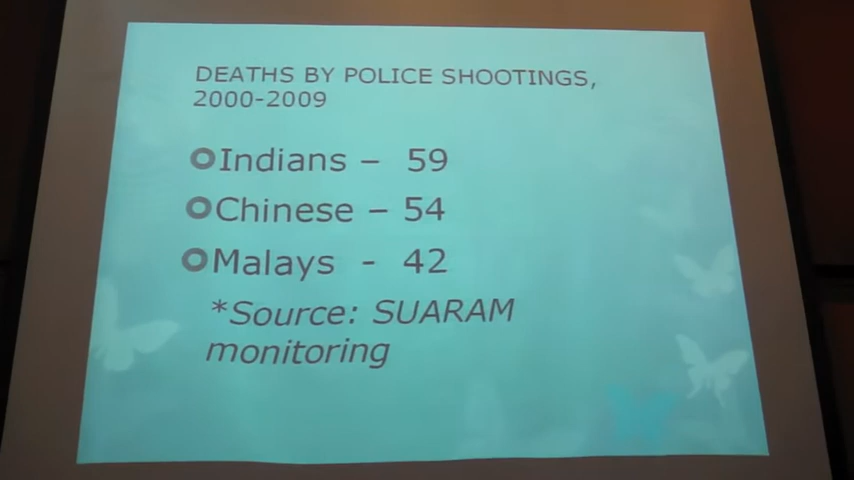 DEATHS BY POLICE SHOOTINGS,
2000-2009
Indians – 59
Chinese – 54
Malays - 42
*Source: SUARAM
monitoring